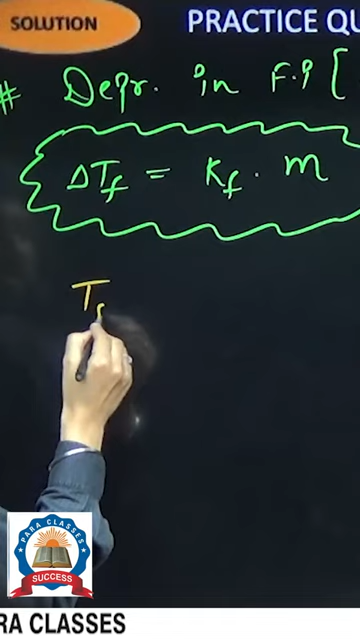 SOLUTION
PRACTICE QU
# Depr. in F.P [
ΔTf = Kf . m
T
PARA CLASSES
SUCCESS
RA CLASSES